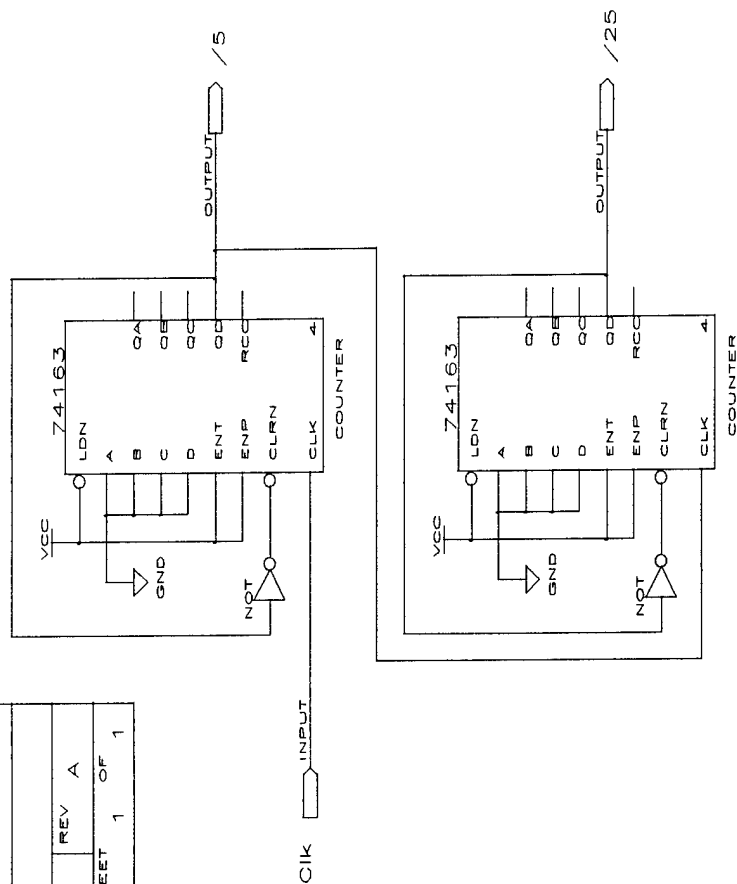 74163
VCC
LDN
A
B
C
D
ENT
ENP
CLRN
CLK
QA
QB
QC
QD
RCO
4
COUNTER
GND
NOT
OUTPUT
/5
Clk
INPUT
REV A
EET 1 OF 1
74163
VCC
LDN
A
B
C
D
ENT
ENP
CLRN
CLK
QA
QB
QC
QD
RCO
4
COUNTER
GND
NOT
OUTPUT
/25